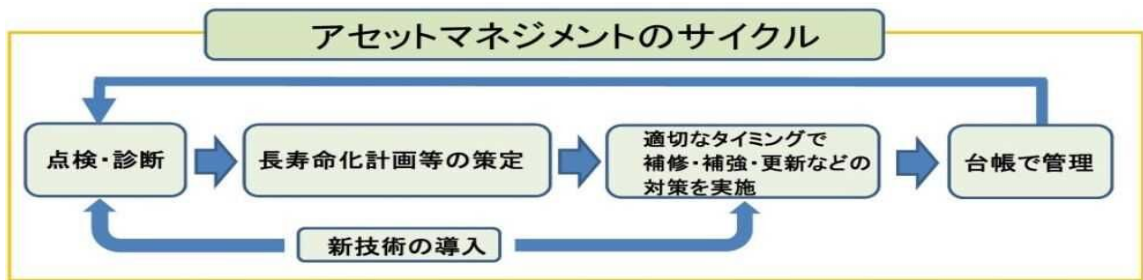 アセットマネジメントのサイクル
点検・診断
長寿命化計画等の策定
適切なタイミングで
補修・補強・更新などの
対策を実施
台帳で管理
新技術の導入